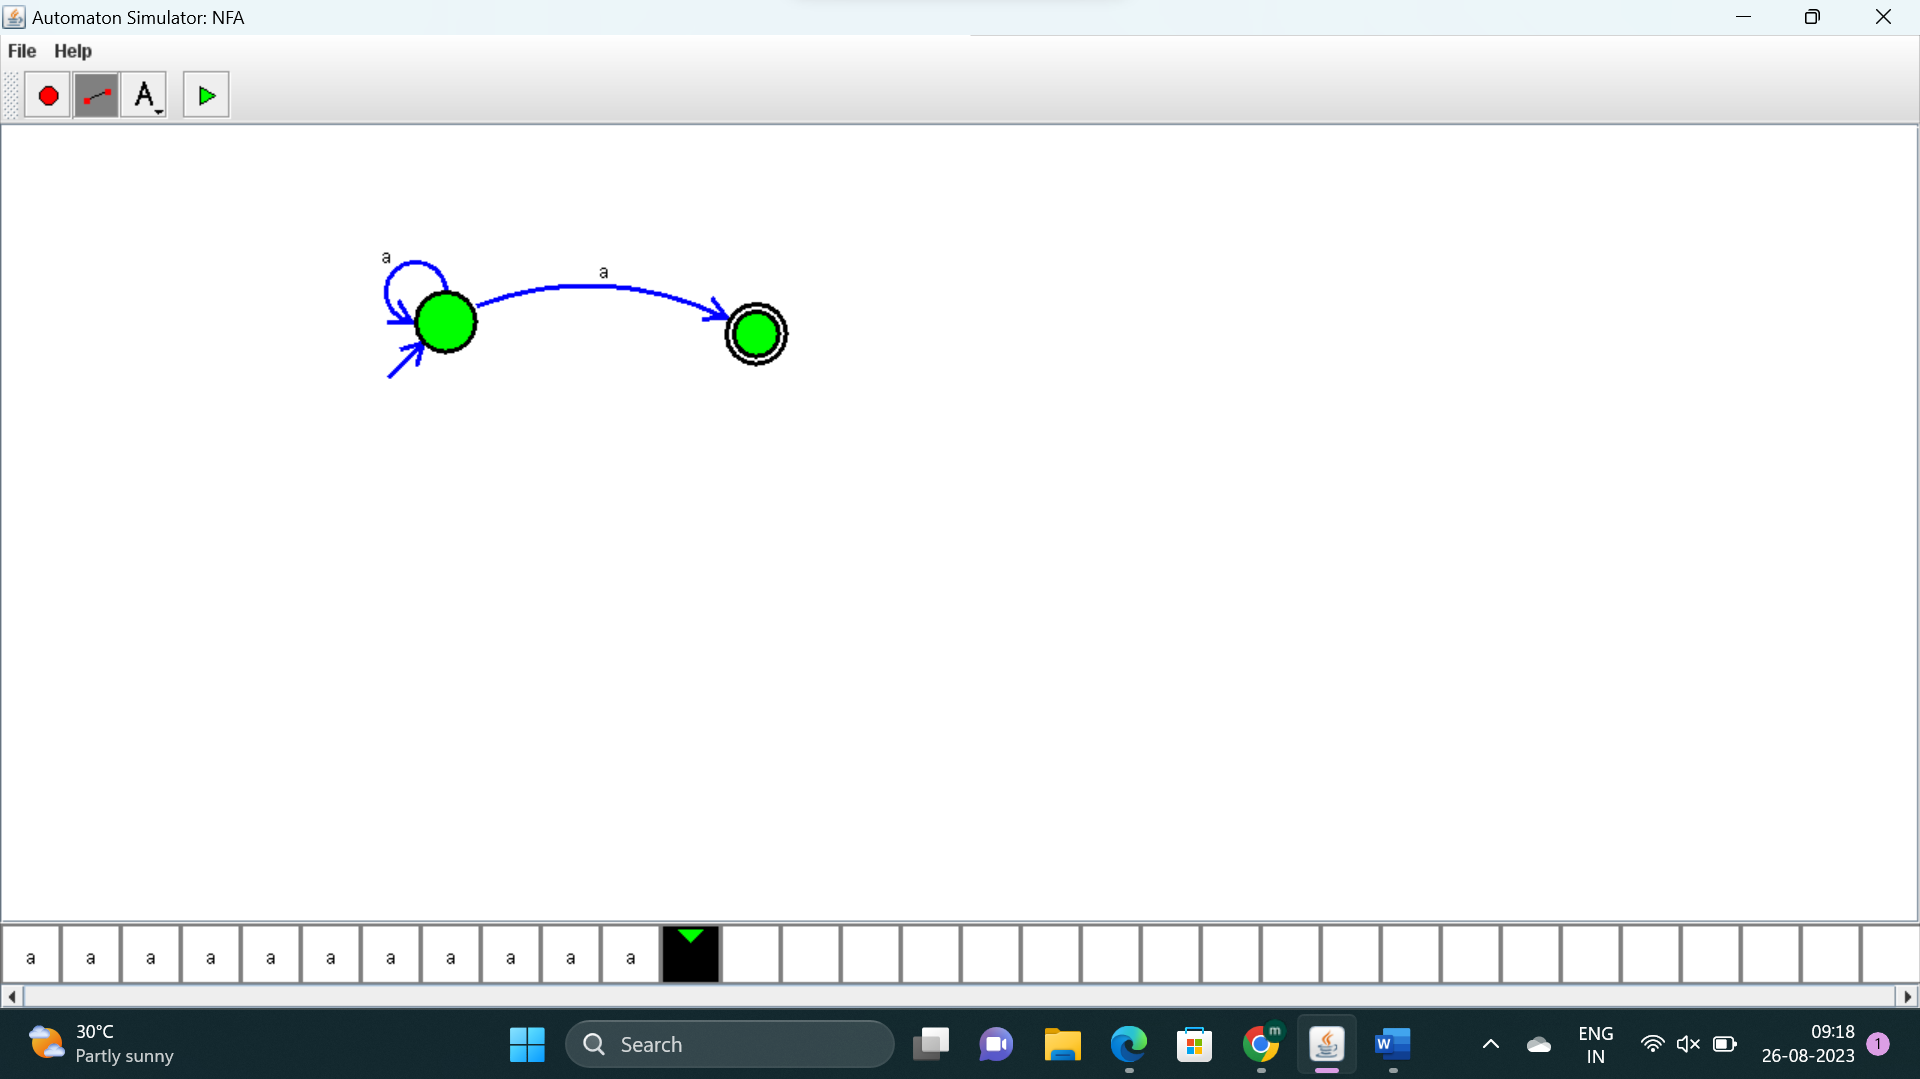 Automaton Simulator: NFA
File Help
A
a
a
a a a a a a a a a a a
30°C
Partly sunny
Search
m
W
ENG
IN
09:18
26-08-2023
1